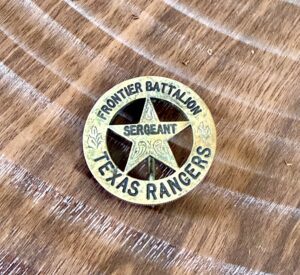 FRONTIER BATTALION
SERGEANT
TEXAS RANGERS